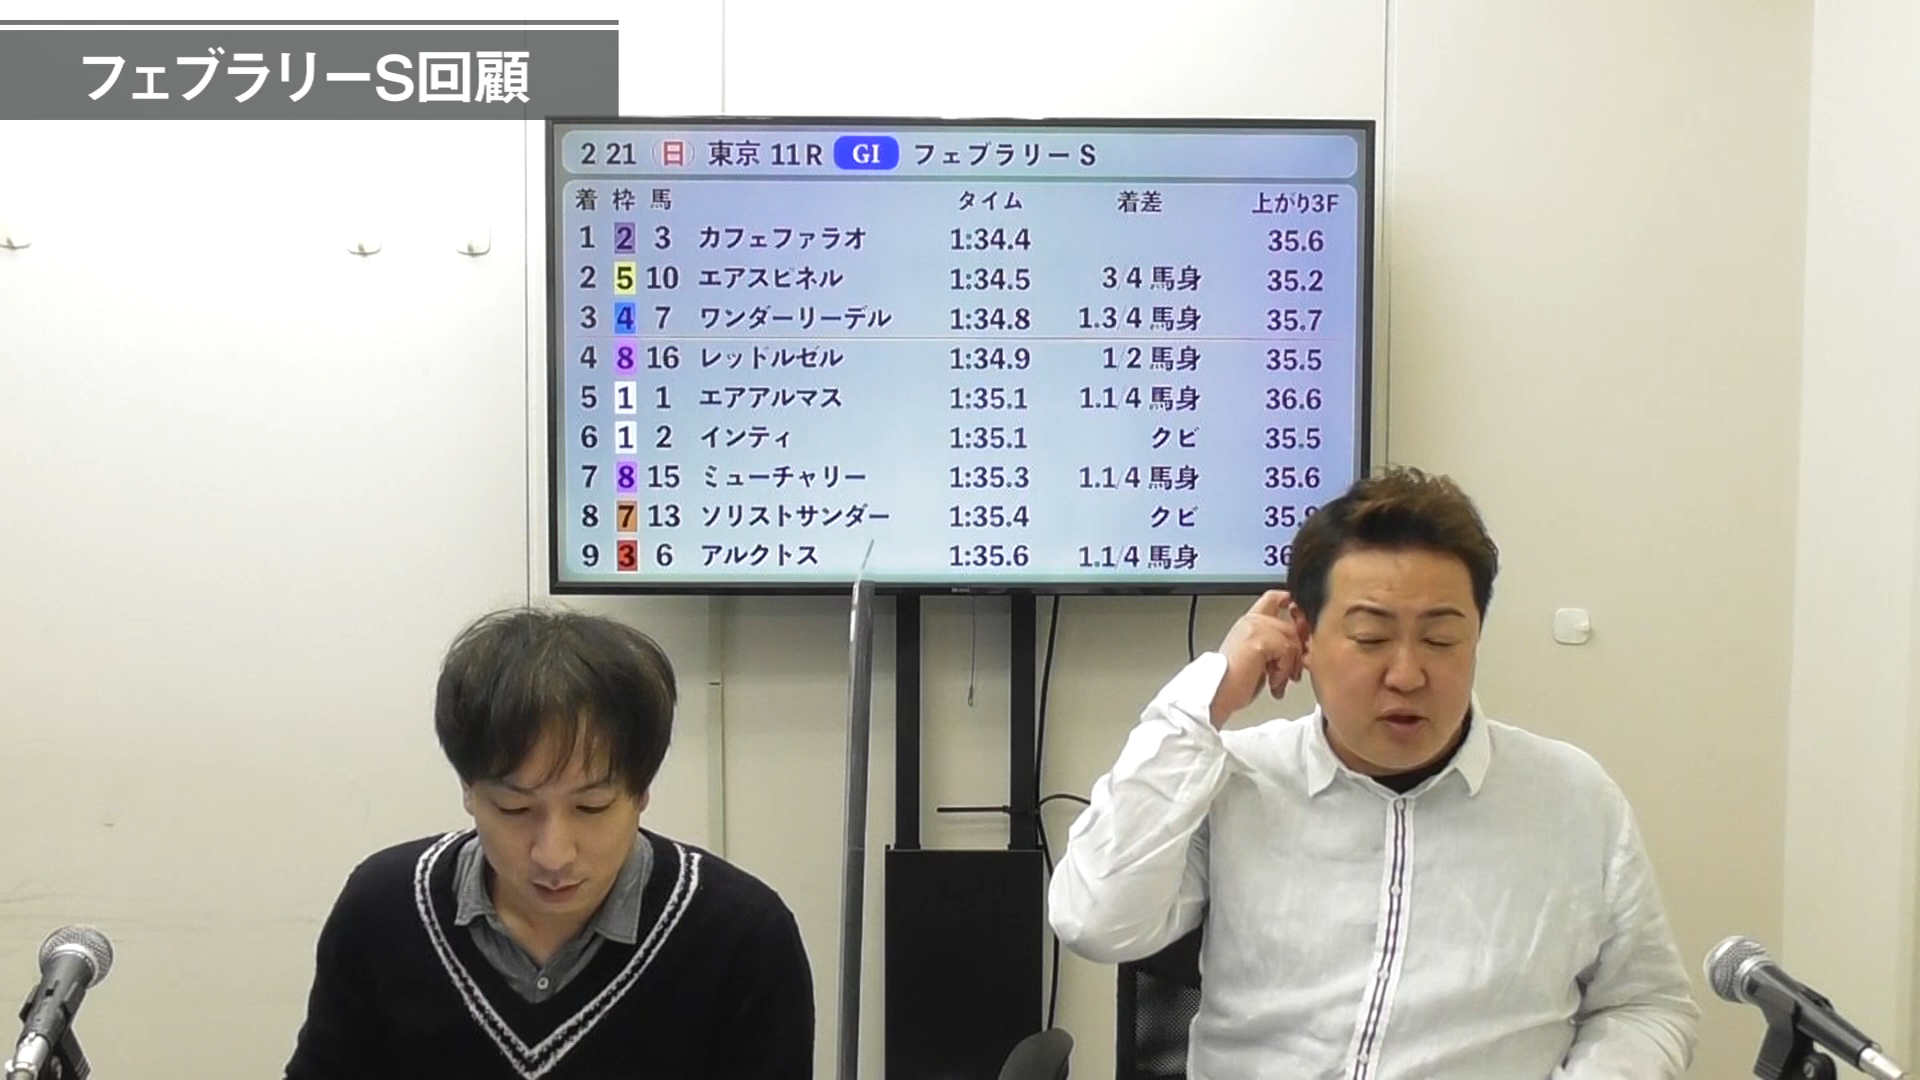 フェブラリーS回顧
2 21 (日) 東京 11R GI フェブラリー S
着 枠 馬 タイム 着差 上がり3F
1 2 3 カフェファラオ 1:34.4 35.6
2 5 10 エアスピネル 1:34.5 3/4 馬身 35.2
3 4 7 ワンダーリーデル 1:34.8 1.3/4 馬身 35.7
4 8 16 レッドルゼル 1:34.9 1/2 馬身 35.5
5 1 1 エアアルマス 1:35.1 1.1/4 馬身 36.6
6 1 2 インティ 1:35.1 クビ 35.5
7 8 15 ミューチャリー 1:35.3 1.1/4 馬身 35.6
8 7 13 ソリストサンダー 1:35.4 クビ 35.
9 3 6 アルクトス 1:35.6 1.1/4 馬身 36